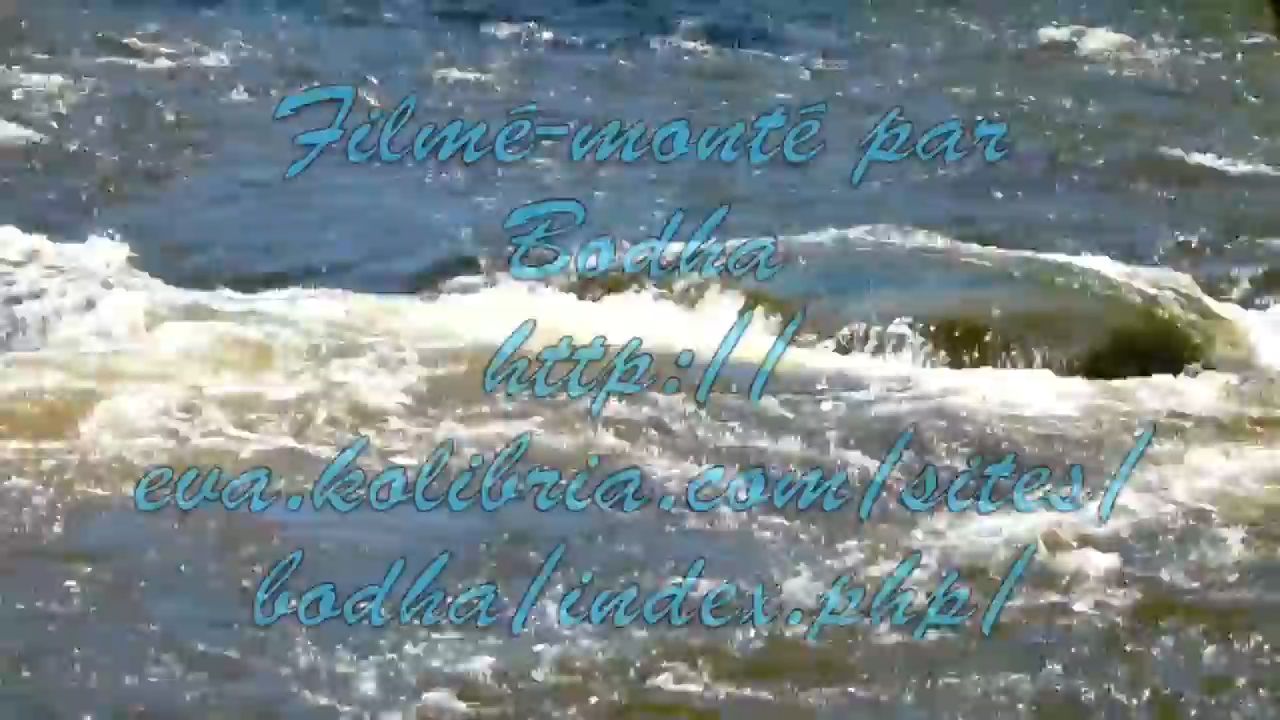 Filmé-monté par
Bodha
http://
eva.kolibria.com/sites/
bodha/index.php/